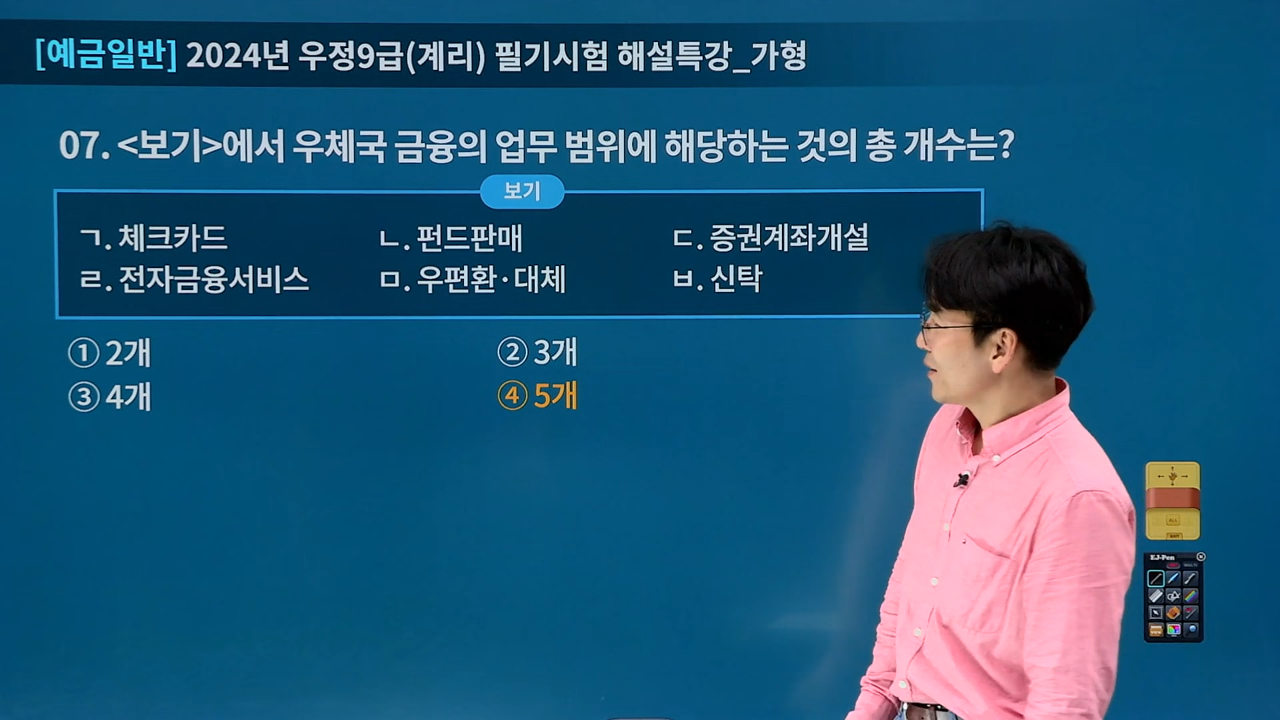 [예금일반] 2024년 우정9급(계리) 필기시험 해설특강_가형
07. <보기>에서 우체국 금융의 업무 범위에 해당하는 것의 총 개수는?
보기
ㄱ. 체크카드 ㄴ. 펀드판매 ㄷ. 증권계좌개설
ㄹ. 전자금융서비스 ㅁ. 우편환·대체 ㅂ. 신탁
① 2개 ② 3개
③ 4개 ④ 5개
ALL
EXIT
EJ-Pen